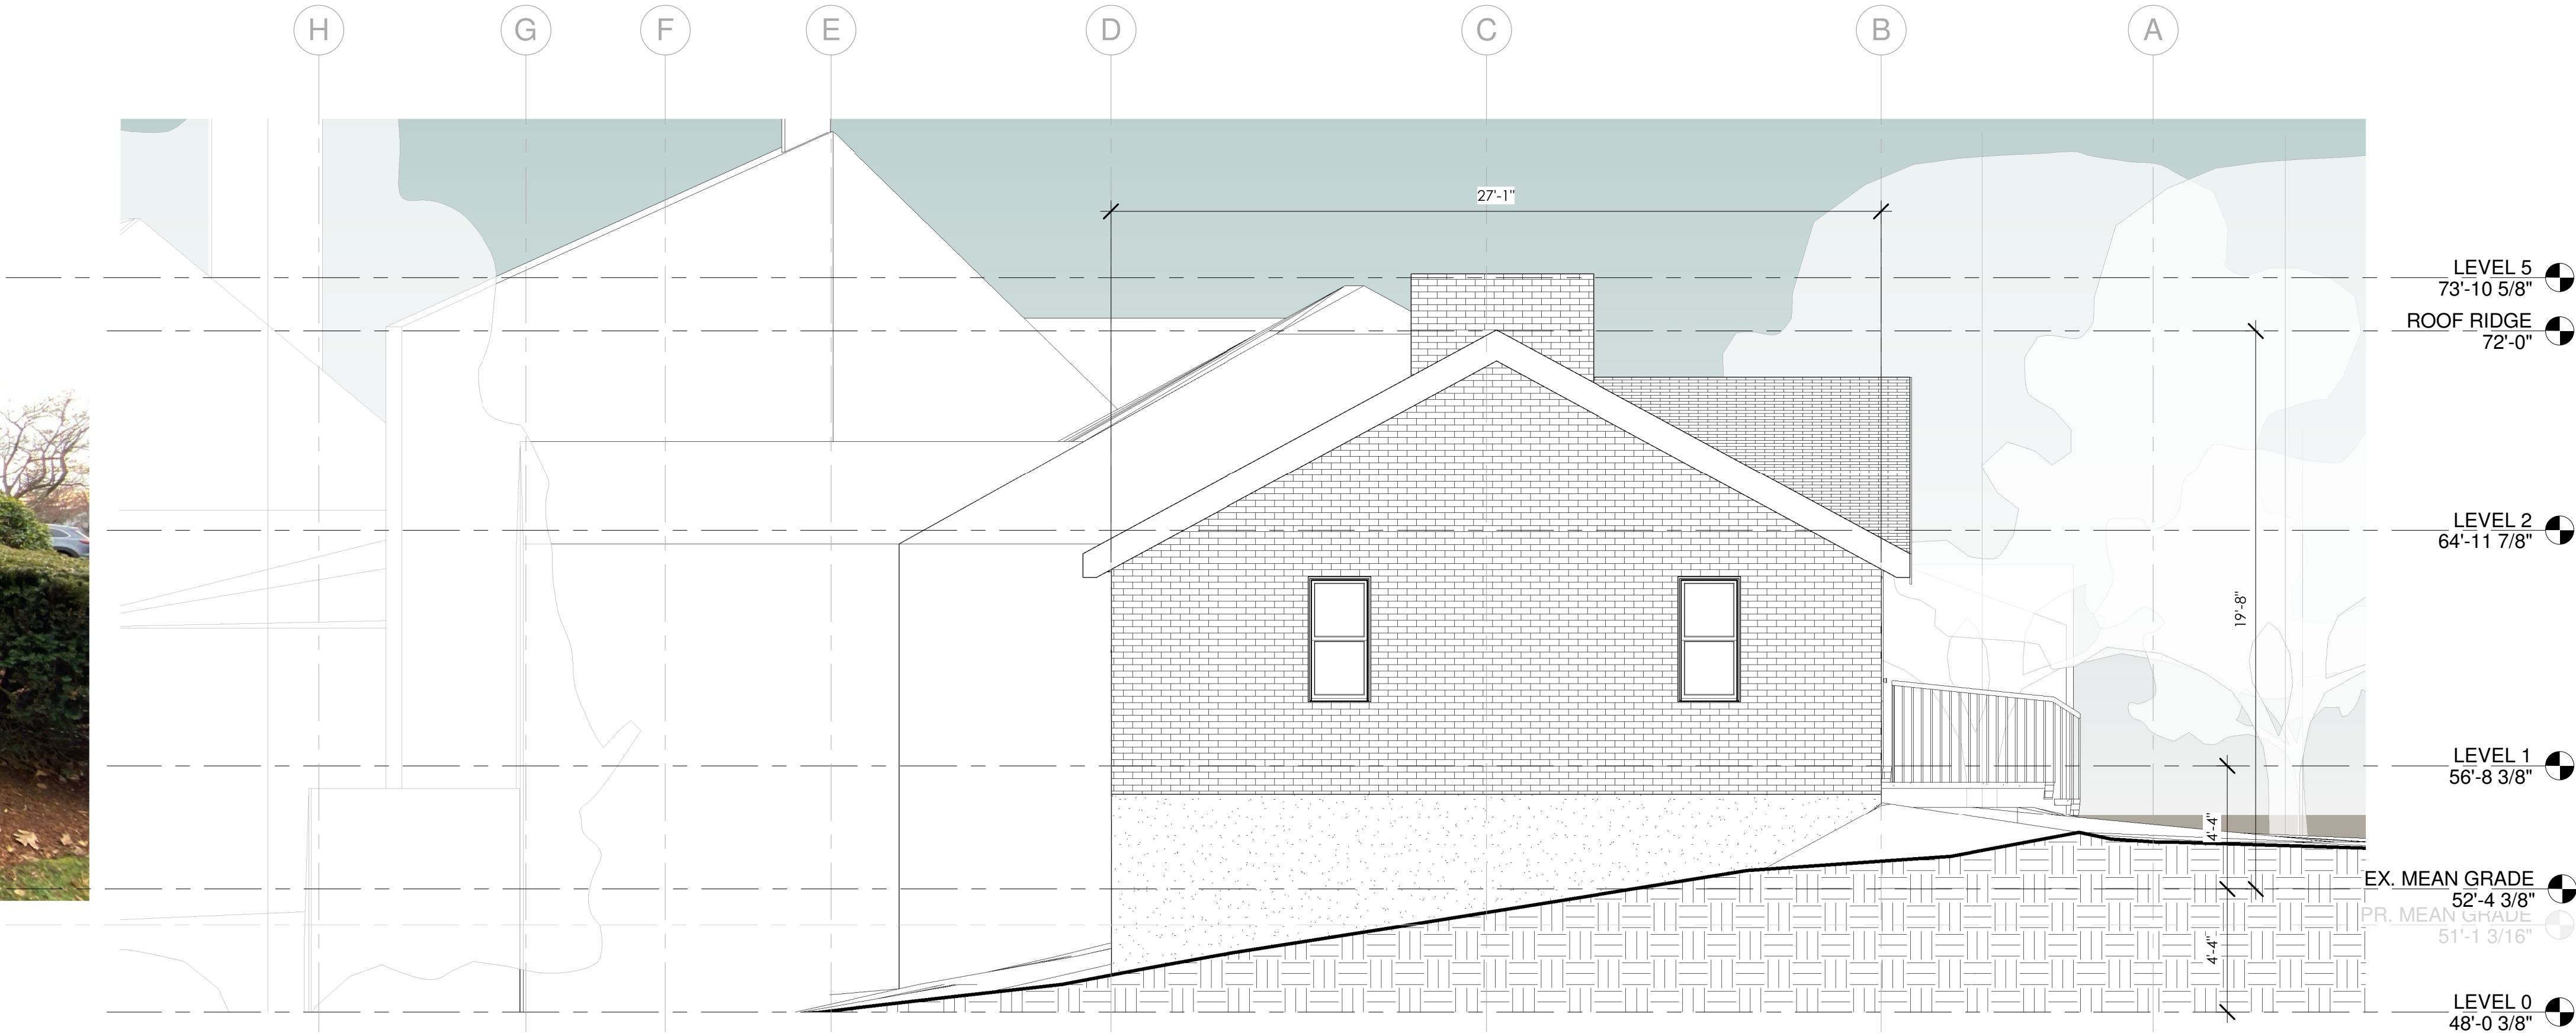 H
G
F
E
D
C
B
A
27'-1"
LEVEL 5
73'-10 5/8"
ROOF RIDGE
72'-0"
LEVEL 2
64'-11 7/8"
19'-8"
LEVEL 1
56'-8 3/8"
4'-4"
EX. MEAN GRADE
52'-4 3/8"
PR. MEAN GRADE
51'-1 3/16"
4'-4"
LEVEL 0
48'-0 3/8"